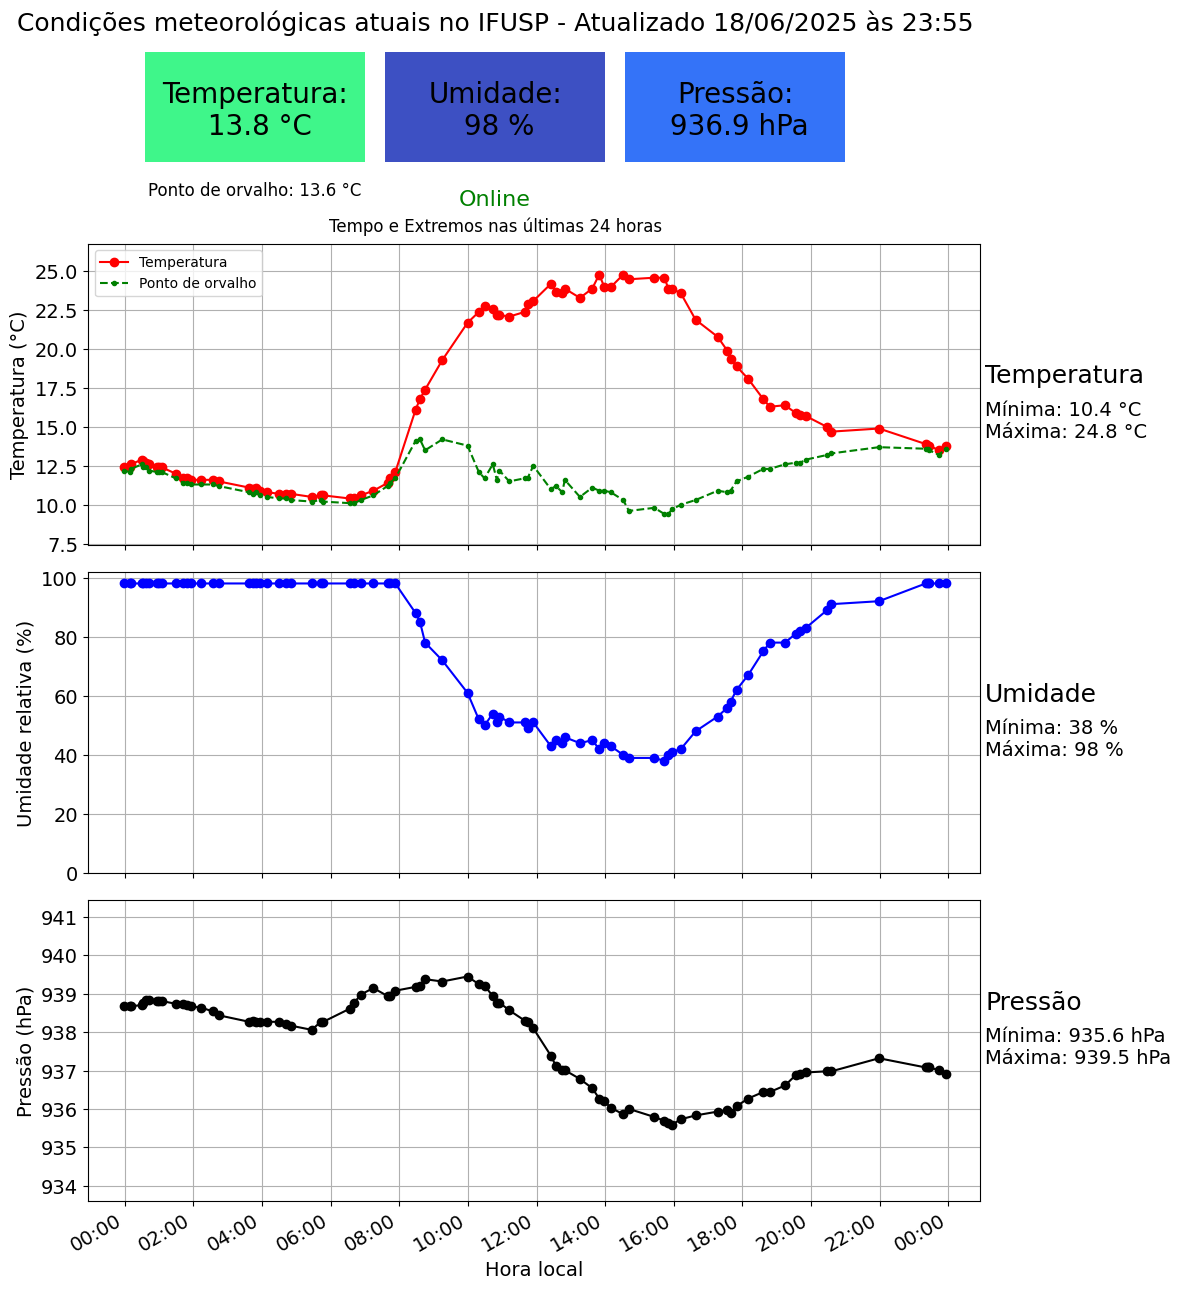 Condições meteorológicas atuais no IFUSP - Atualizado 18/06/2025 às 23:55
Temperatura:
13.8 °C
Umidade:
98 %
Pressão:
936.9 hPa
Ponto de orvalho: 13.6 °C
Online
Tempo e Extremos nas últimas 24 horas
Temperatura
Ponto de orvalho
Temperatura (°C)
25.0
22.5
20.0
17.5
15.0
12.5
10.0
7.5
Temperatura
Mínima: 10.4 °C
Máxima: 24.8 °C
Umidade relativa (%)
100
80
60
40
20
0
Umidade
Mínima: 38 %
Máxima: 98 %
Pressão (hPa)
941
940
939
938
937
936
935
934
Pressão
Mínima: 935.6 hPa
Máxima: 939.5 hPa
00:00
02:00
04:00
06:00
08:00
10:00
12:00
14:00
16:00
18:00
20:00
22:00
00:00
Hora local